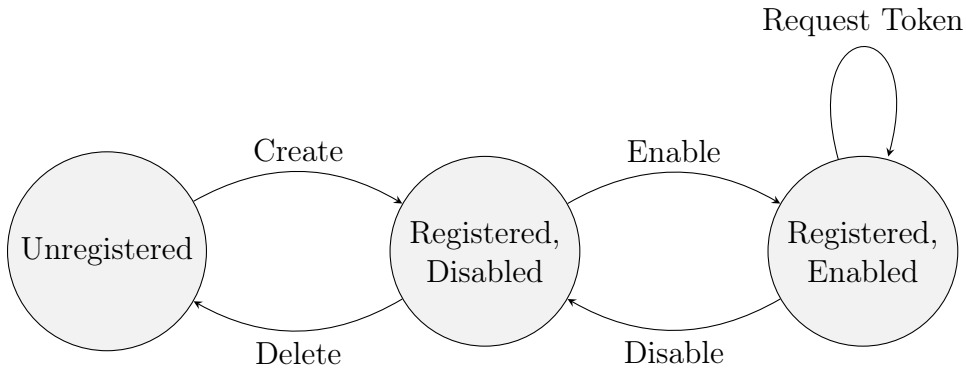 Request Token
Create
Enable
Unregistered
Registered,
Disabled
Registered,
Enabled
Delete
Disable